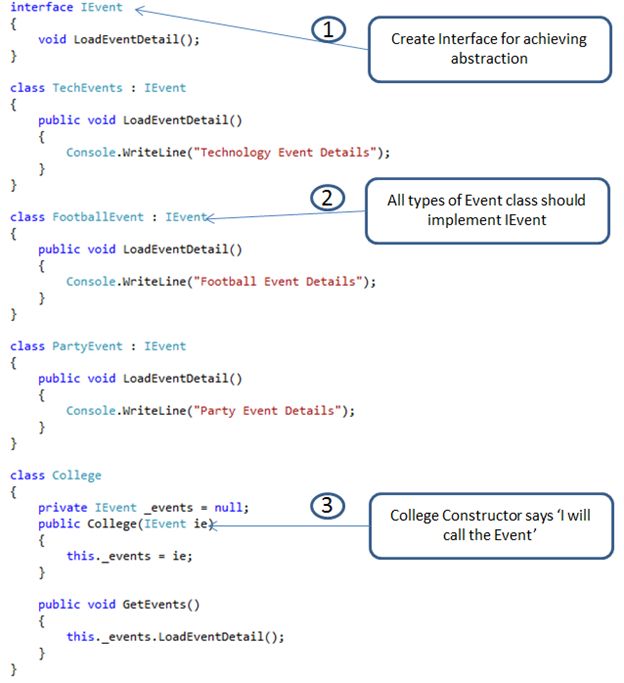 interface IEvent
{
void LoadEventDetail();
}
1
Create Interface for achieving
abstraction
class TechEvents : IEvent
{
public void LoadEventDetail()
{
Console.WriteLine("Technology Event Details");
}
}
2
All types of Event class should
implement IEvent
class FootballEvent : IEvent
{
public void LoadEventDetail()
{
Console.WriteLine("Football Event Details");
}
}
class PartyEvent : IEvent
{
public void LoadEventDetail()
{
Console.WriteLine("Party Event Details");
}
}
class College
{
private IEvent _events = null;
public College(IEvent ie)
{
this._events = ie;
}
3
College Constructor says ‘I will
call the Event’
public void GetEvents()
{
this._events.LoadEventDetail();
}
}